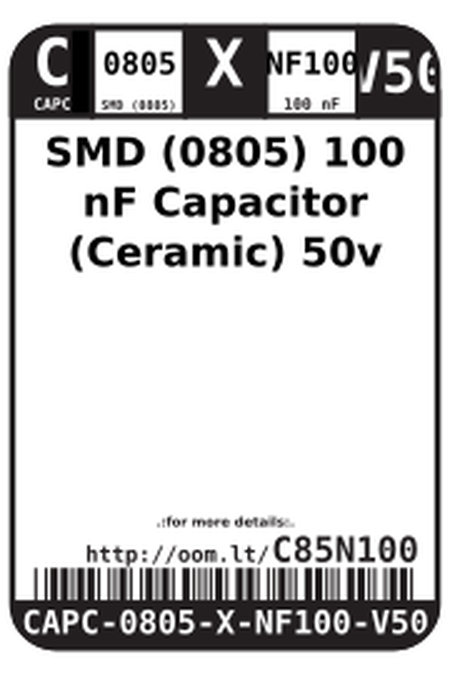 C 0805 X NF100 V50
CAPC SMD (0805) 100 nF
SMD (0805) 100
nF Capacitor
(Ceramic) 50v
.:for more details:.
http://oom.lt/C85N100
CAPC-0805-X-NF100-V50